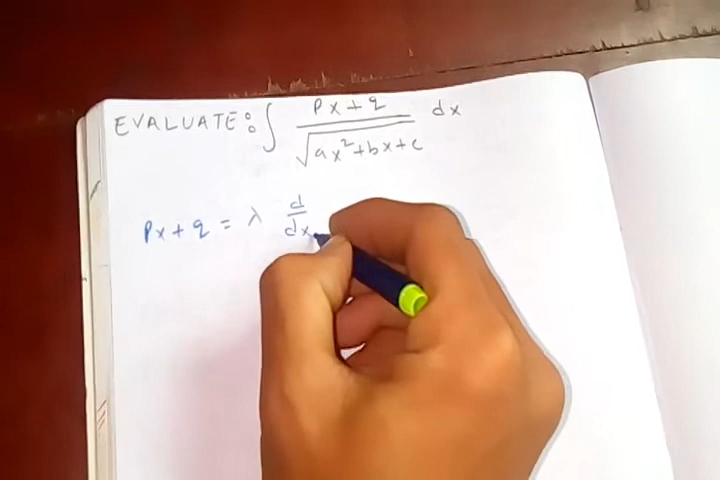 EVALUATE: ∫ px+q / √ax²+bx+c dx
px+q = λ d/dx